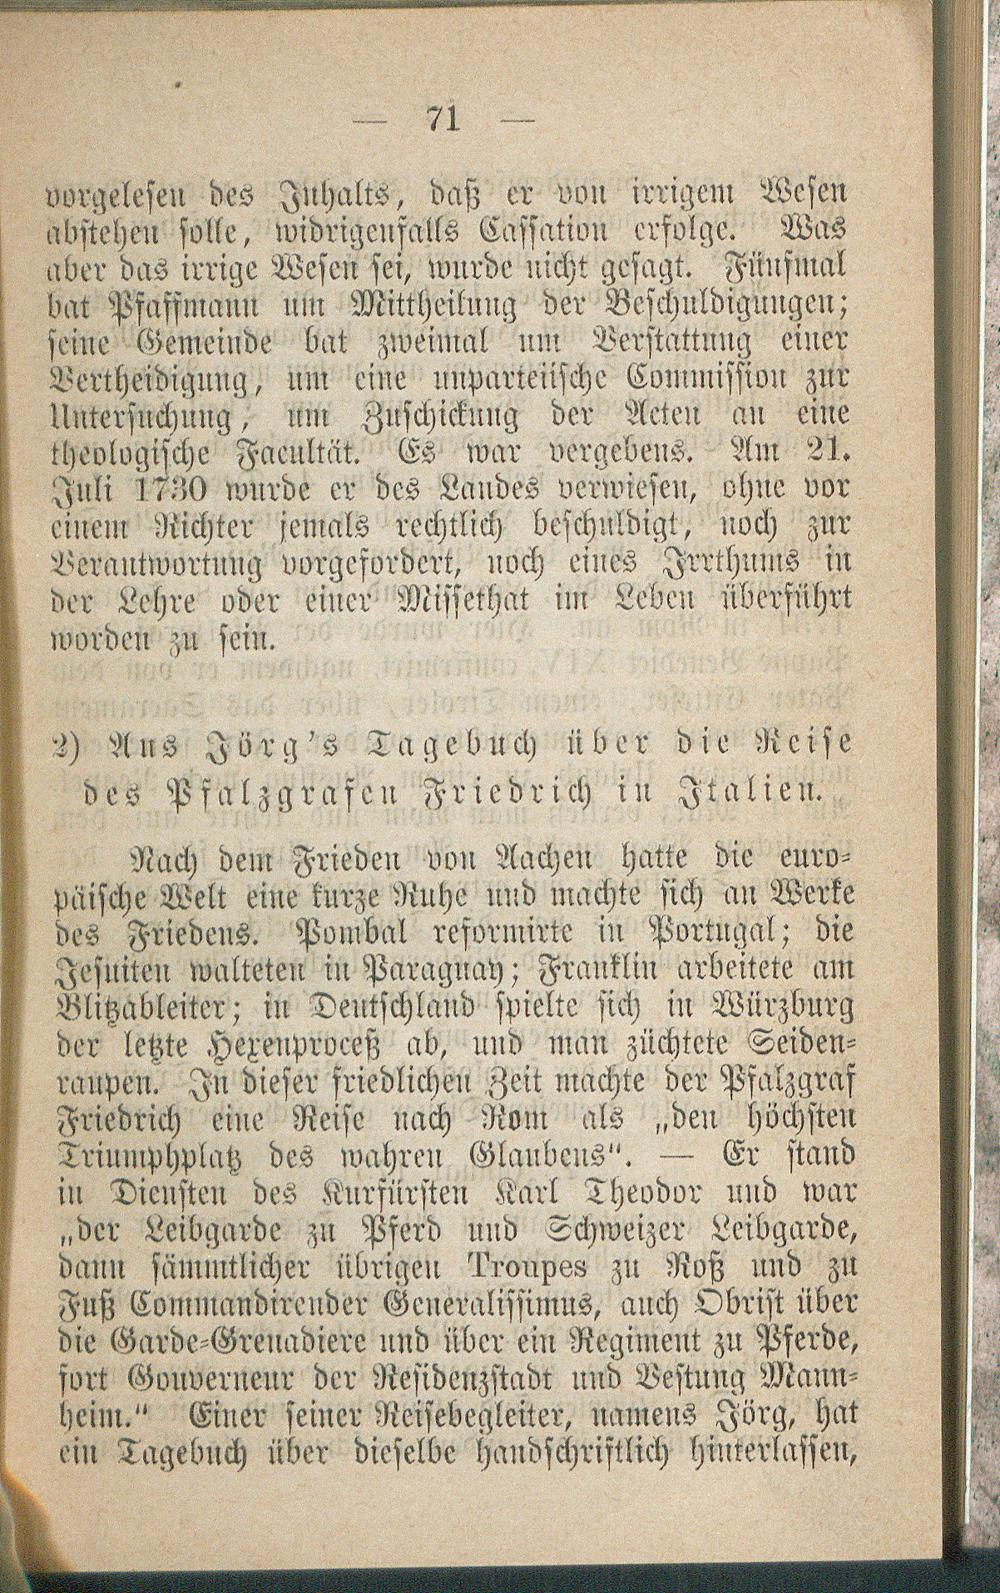 — 71 —
vorgelesen des Inhalts, daß er von irrigem Wesen
abstehen solle, widrigenfalls Cassation erfolge. Was
aber das irrige Wesen sei, wurde nicht gesagt. Fünfmal
bat Pfaffmann um Mittheilung der Beschuldigungen;
seine Gemeinde bat zweimal um Verstattung einer
Vertheidigung, um eine unparteiische Commission zur
Untersuchung, um Zuschickung der Acten an eine
theologische Facultät. Es war vergebens. Am 21.
Juli 1730 wurde er des Landes verwiesen, ohne vor
einem Richter jemals rechtlich beschuldigt, noch zur
Verantwortung vorgefordert, noch eines Irrthums in
der Lehre oder einer Missethat im Leben überführt
worden zu sein.
2) Aus Jörg's Tagebuch über die Reise
des Pfalzgrafen Friedrich in Italien.
Nach dem Frieden von Aachen hatte die euro-
päische Welt eine kurze Ruhe und machte sich an Werke
des Friedens. Pombal reformirte in Portugal; die
Jesuiten walteten in Paraguay; Franklin arbeitete am
Blitzableiter; in Deutschland spielte sich in Würzburg
der letzte Hexenproceß ab, und man züchtete Seiden-
raupen. In dieser friedlichen Zeit machte der Pfalzgraf
Friedrich eine Reise nach Rom als „den höchsten
Triumphplatz des wahren Glaubens“. — Er stand
in Diensten des Kurfürsten Karl Theodor und war
„der Leibgarde zu Pferd und Schweizer Leibgarde,
dann sämmtlicher übrigen Troupes zu Roß und zu
Fuß Commandirender Generalissimus, auch Obrist über
die Garde-Grenadiere und über ein Regiment zu Pferde,
fort Gouverneur der Residenzstadt und Vestung Mann-
heim.“ Einer seiner Reisebegleiter, namens Jörg, hat
ein Tagebuch über dieselbe handschriftlich hinterlassen,